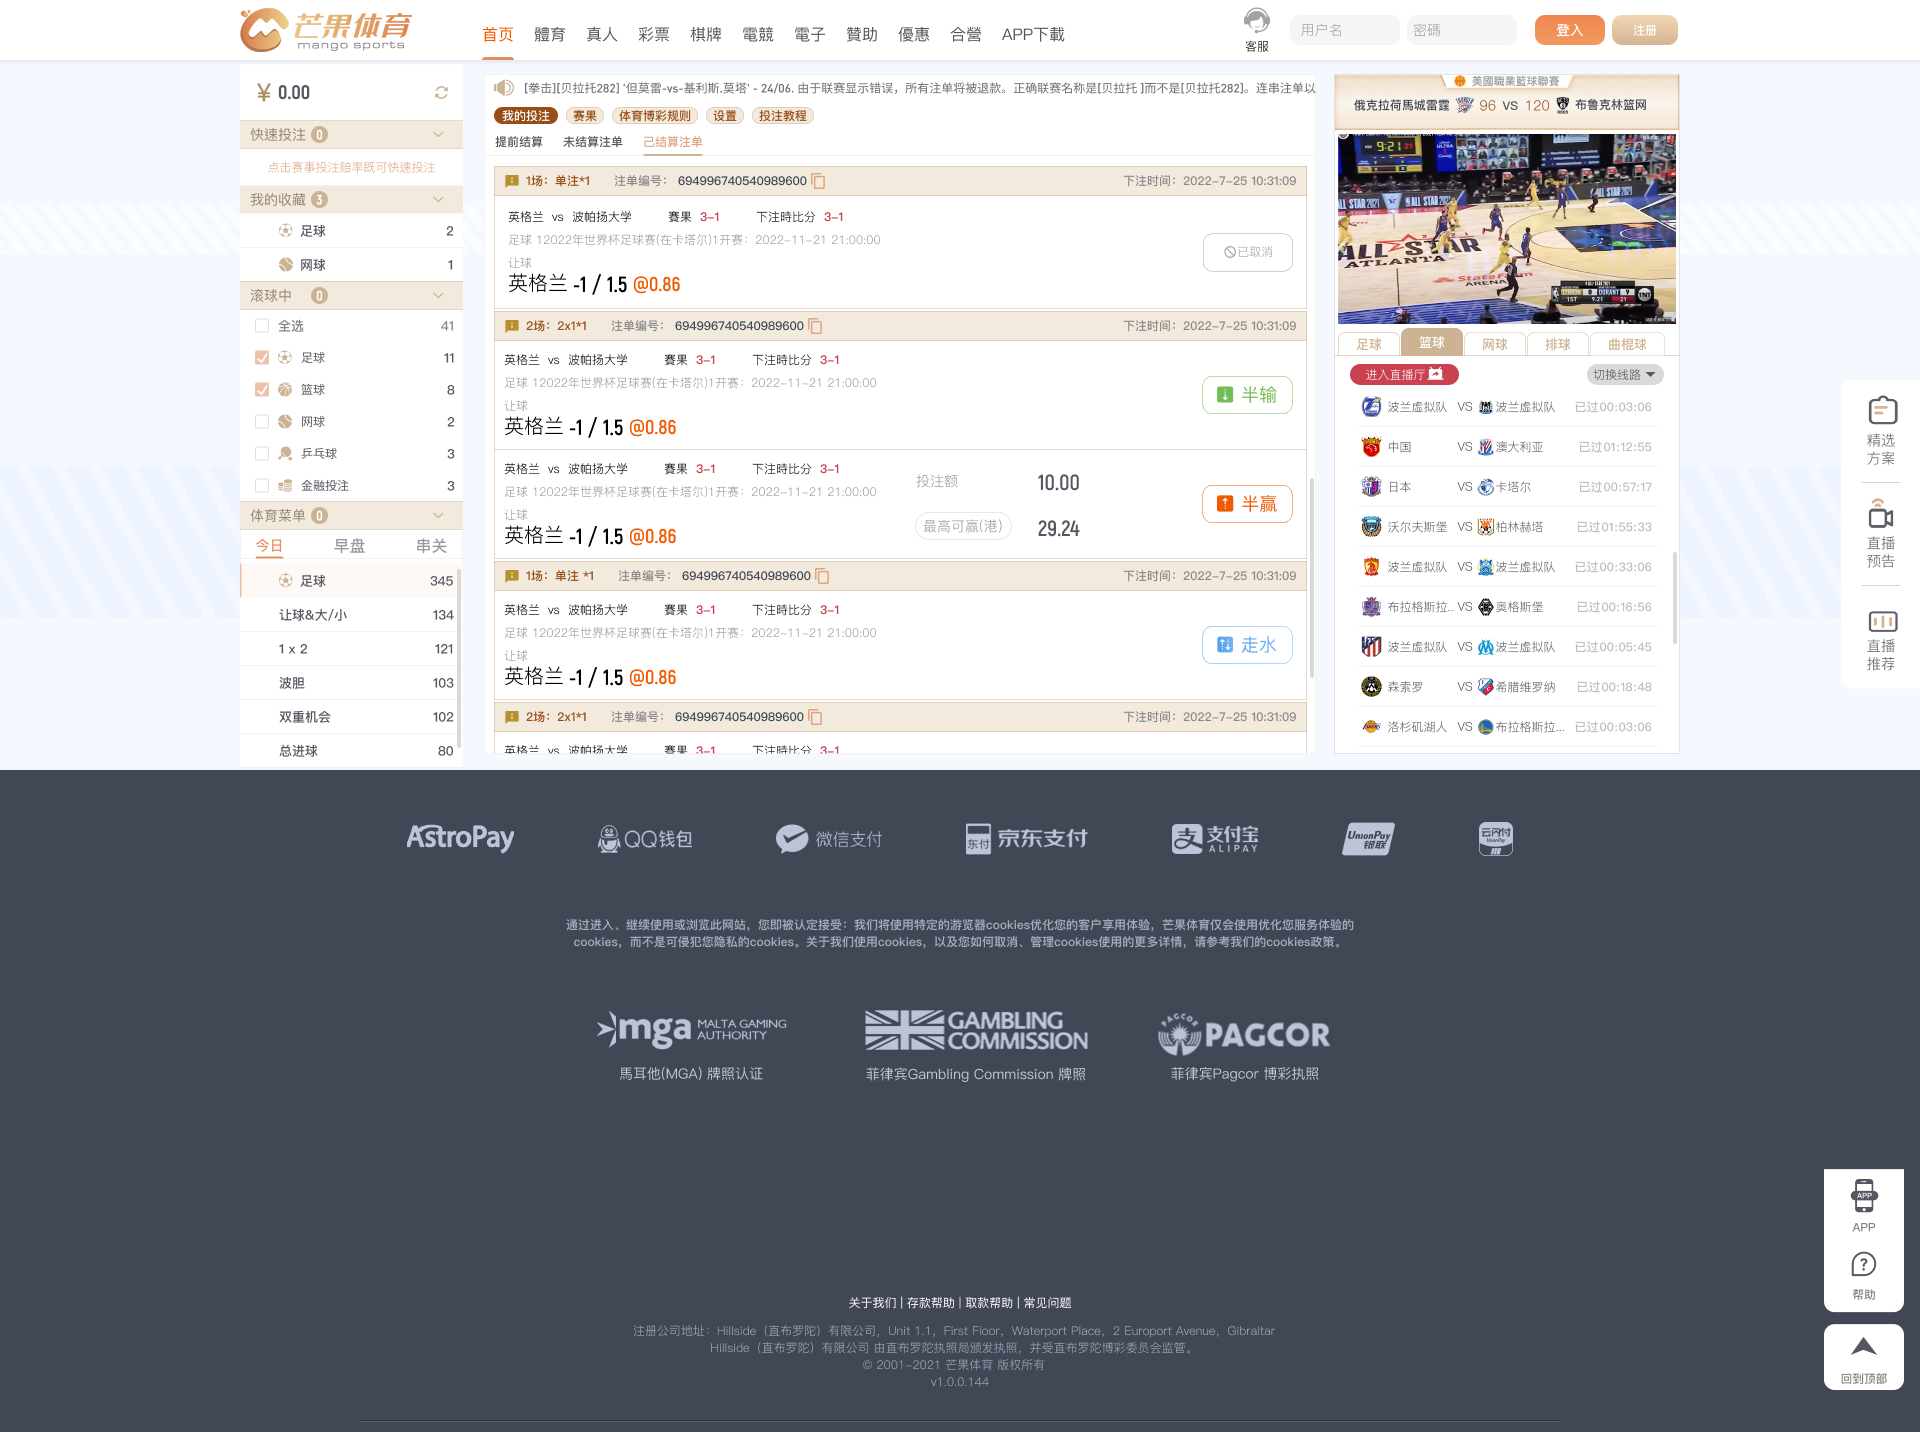 芒果体育
mango sports
首页 體育 真人 彩票 棋牌 電競 電子 贊助 優惠 合營 APP下載
客服
用户名 密碼 登入 注册
¥ 0.00
快速投注 0
点击赛事投注赔率既可快速投注
我的收藏 3
足球 2
网球 1
滚球中 0
全选 41
足球 11
篮球 8
网球 2
乒乓球 3
金融投注 3
体育菜单 0
今日 早盘 串关
足球 345
让球&大/小 134
1 x 2 121
波胆 103
双重机会 102
总进球 80
[拳击][贝拉托282] '但莫雷-vs-基利斯.莫塔' - 24/06. 由于联赛显示错误，所有注单将被退款。正确联赛名称是[贝拉托 ]而不是[贝拉托282]。连串注单以
我的投注 赛果 体育博彩规则 设置 投注教程
提前结算 未结算注单 己结算注单
1场：单注*1 注单编号： 694996740540989600 下注时间：2022-7-25 10:31:09
英格兰 vs 波帕扬大学 賽果 3-1 下注時比分 3-1
足球 12022年世界杯足球赛(在卡塔尔)1开赛：2022-11-21 21:00:00
让球
英格兰 -1 / 1.5 @0.86
已取消
2场：2x1*1 注单编号： 694996740540989600 下注时间：2022-7-25 10:31:09
英格兰 vs 波帕扬大学 賽果 3-1 下注時比分 3-1
足球 12022年世界杯足球赛(在卡塔尔)1开赛：2022-11-21 21:00:00
让球
英格兰 -1 / 1.5 @0.86
半输
英格兰 vs 波帕扬大学 賽果 3-1 下注時比分 3-1
足球 12022年世界杯足球赛(在卡塔尔)1开赛：2022-11-21 21:00:00
让球
英格兰 -1 / 1.5 @0.86
投注额 10.00
最高可赢(港) 29.24
半赢
1场：单注 *1 注单编号： 694996740540989600 下注时间：2022-7-25 10:31:09
英格兰 vs 波帕扬大学 賽果 3-1 下注時比分 3-1
足球 12022年世界杯足球赛(在卡塔尔)1开赛：2022-11-21 21:00:00
让球
英格兰 -1 / 1.5 @0.86
走水
2场：2x1*1 注单编号： 694996740540989600 下注时间：2022-7-25 10:31:09
英格兰 vs 波帕扬大学 賽果 3-1 下注時比分 3-1
美國職業籃球聯賽
俄克拉荷馬城雷霆 96 VS 120 布鲁克林篮网
9:21 21
ALL STAR 2021
ALL STAR
ATLANTA
StateFarm
ARENA
DURANT
1ST 9:21 21
TNT
足球 篮球 网球 排球 曲棍球
进入直播厅 切换线路
波兰虚拟队 VS 波兰虚拟队 已过00:03:06
中国 VS 澳大利亚 已过01:12:55
日本 VS 卡塔尔 已过00:57:17
沃尔夫斯堡 VS 柏林赫塔 已过01:55:33
波兰虚拟队 VS 波兰虚拟队 已过00:33:06
布拉格斯拉.. VS 奥格斯堡 已过00:16:56
波兰虚拟队 VS 波兰虚拟队 已过00:05:45
森索罗 VS 希腊维罗纳 已过00:18:48
洛杉矶湖人 VS 布拉格斯拉... 已过00:03:06
精选
方案
直播
预告
直播
推荐
AstroPay QQ钱包 微信支付 东付 京东支付 支 支付宝 ALIPAY UnionPay 银联 云闪付 UnionPay
通过进入、继续使用或浏览此网站，您即被认定接受：我们将使用特定的游览器cookies优化您的客户享用体验，芒果体育仅会使用优化您服务体验的
cookies，而不是可侵犯您隐私的cookies。关于我们使用cookies，以及您如何取消、管理cookies使用的更多详情，请参考我们的cookies政策。
mga MALTA GAMING AUTHORITY
GAMBLING COMMISSION
PAGCOR PAGCOR
馬耳他(MGA) 牌照认证
菲律宾Gambling Commission 牌照
菲律宾Pagcor 博彩执照
APP
APP
?
帮助
回到顶部
关于我们 | 存款帮助 | 取款帮助 | 常见问题
注册公司地址：Hillside（直布罗陀）有限公司，Unit 1.1，First Floor，Waterport Place，2 Europort Avenue，Gibraltar
Hillside（直布罗陀）有限公司 由直布罗陀执照局颁发执照，并受直布罗陀博彩委员会监管。
© 2001-2021 芒果体育 版权所有
v1.0.0.144